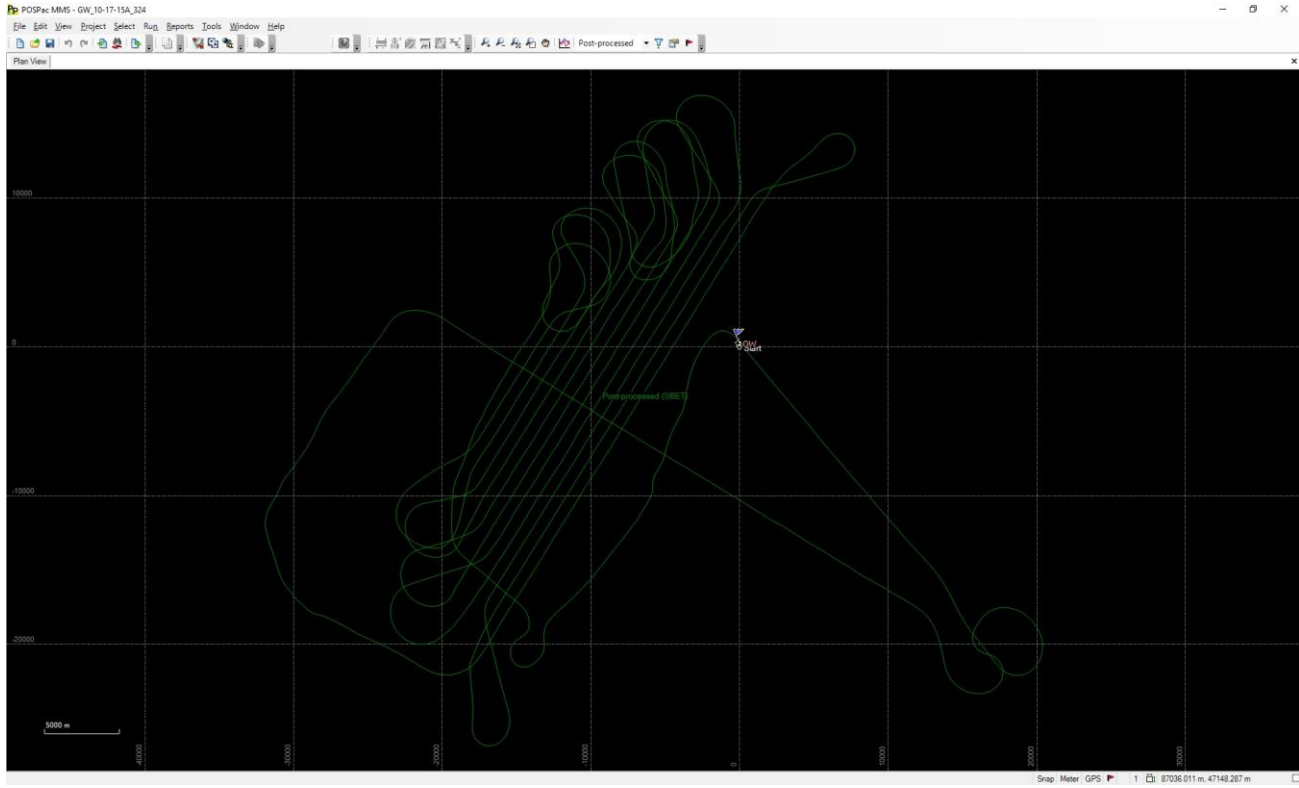 POSPac MMS - GW_10-17-15A_324
File Edit View Project Select Run Reports Tools Window Help
Post-processed
Plan View
10000
0
GW
Start
Post-processed (SBET)
-10000
-20000
5000 m
-40000 -30000 -20000 -10000 0 10000 20000 30000
Snap Meter GPS 1 87036.011 m, 47148.287 m